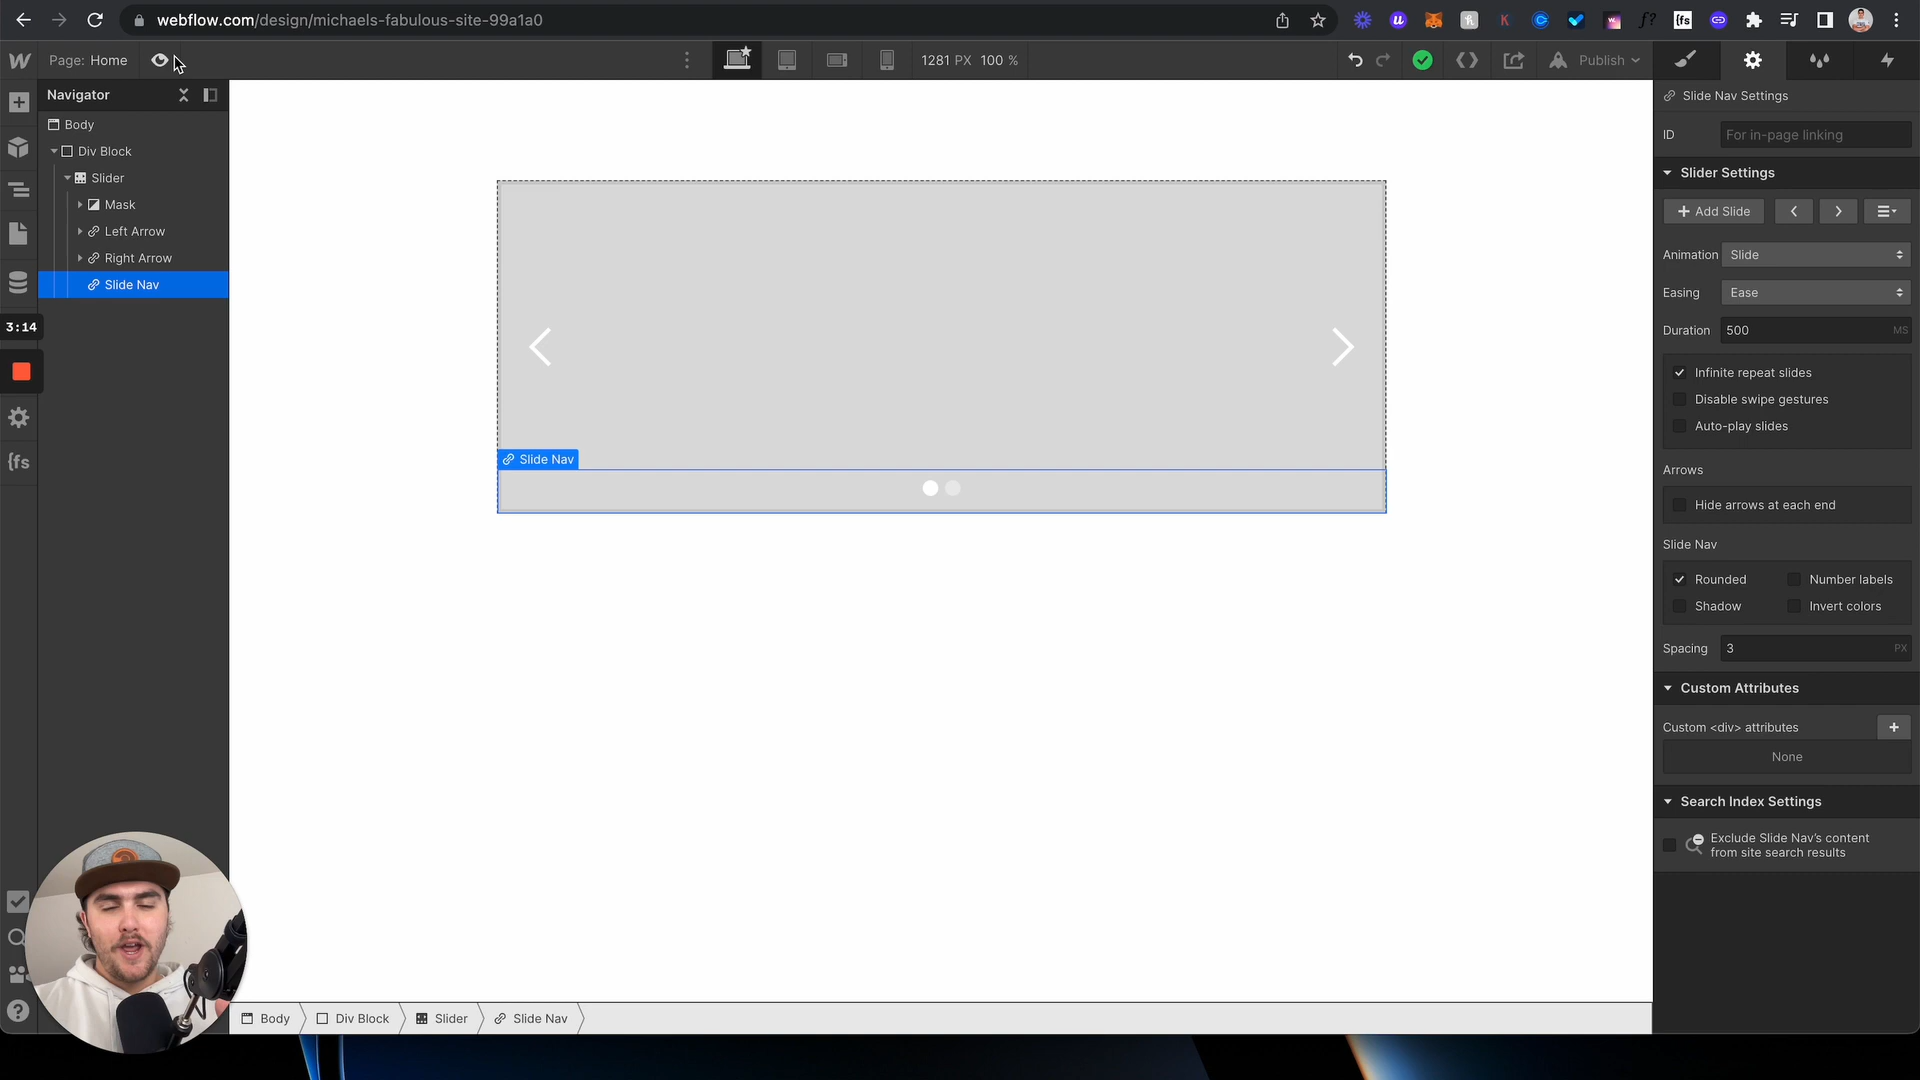 webflow.com/design/michaels-fabulous-site-99a1a0
Page: Home
1281 PX 100 %
Publish
Navigator
Body
Div Block
Slider
Mask
Left Arrow
Right Arrow
Slide Nav
3:14
{fs
Slide Nav
Slide Nav Settings
ID For in-page linking
Slider Settings
+ Add Slide
Animation Slide
Easing Ease
Duration 500 MS
Infinite repeat slides
Disable swipe gestures
Auto-play slides
Arrows
Hide arrows at each end
Slide Nav
Rounded Number labels
Shadow Invert colors
Spacing 3 PX
Custom Attributes
Custom <div> attributes
None
Search Index Settings
Exclude Slide Nav's content
from site search results
Body Div Block Slider Slide Nav